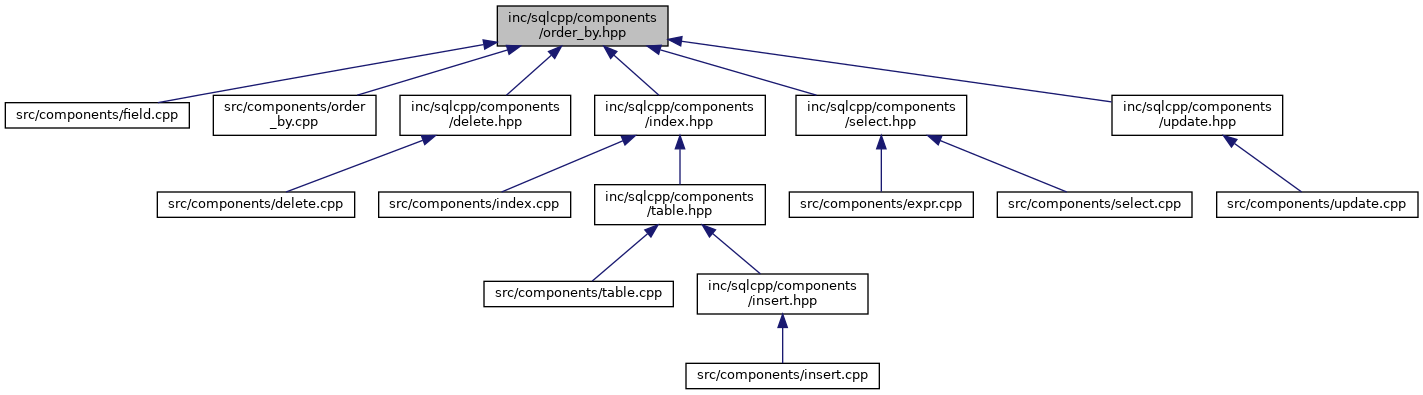 inc/sqlcpp/components
/order_by.hpp
src/components/field.cpp
src/components/order
_by.cpp
inc/sqlcpp/components
/delete.hpp
inc/sqlcpp/components
/index.hpp
inc/sqlcpp/components
/select.hpp
inc/sqlcpp/components
/update.hpp
src/components/delete.cpp
src/components/index.cpp
inc/sqlcpp/components
/table.hpp
src/components/expr.cpp
src/components/select.cpp
src/components/update.cpp
src/components/table.cpp
inc/sqlcpp/components
/insert.hpp
src/components/insert.cpp